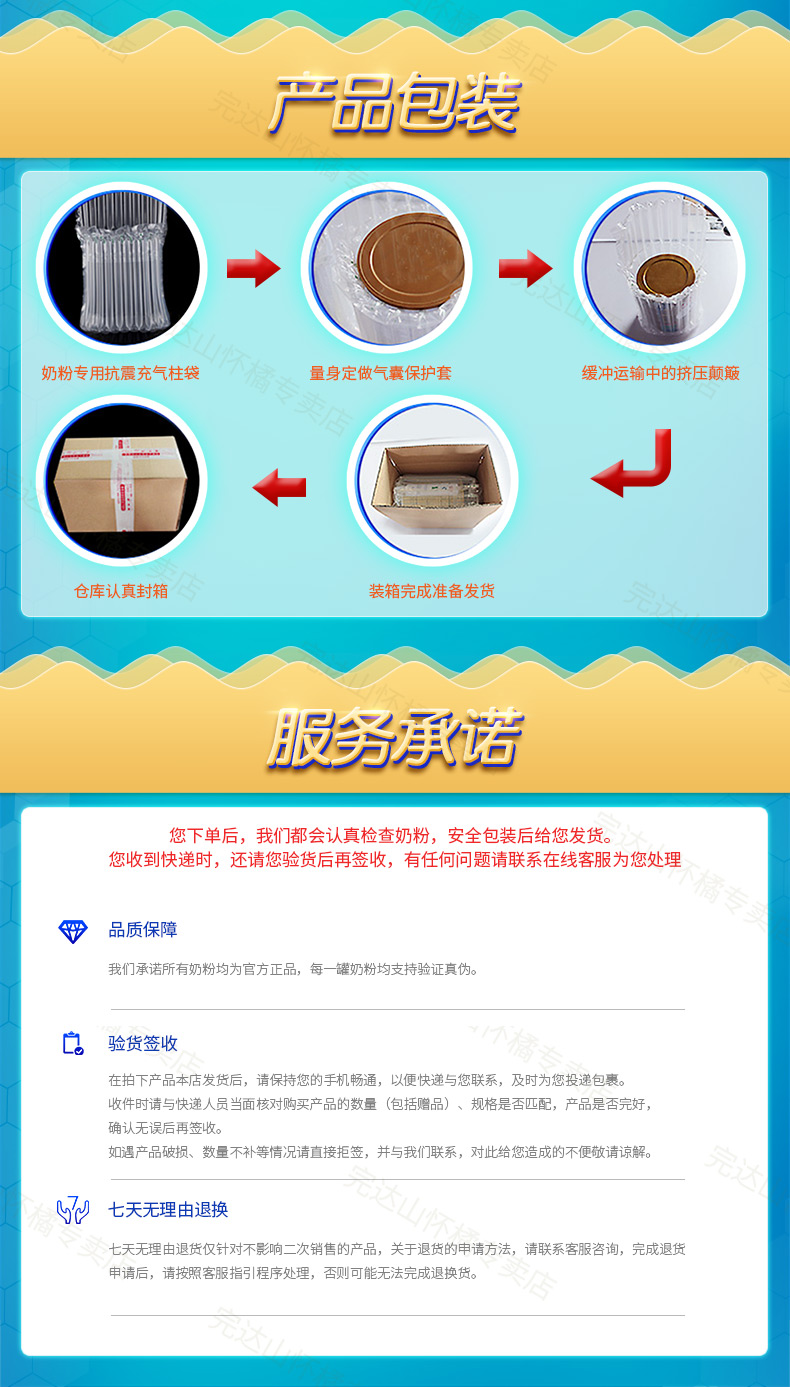 产品包装
奶粉专用抗震充气柱袋
量身定做气囊保护套
缓冲运输中的挤压颠簸
仓库认真封箱
装箱完成准备发货
服务承诺
您下单后，我们都会认真检查奶粉，安全包装后给您发货。
您收到快递时，还请您验货后再签收，有任何问题请联系在线客服为您处理
品质保障
我们承诺所有奶粉均为官方正品，每一罐奶粉均支持验证真伪。
验货签收
在拍下产品本店发货后，请保持您的手机畅通，以便快递与您联系，及时为您投递包裹。
收件时请与快递人员当面核对购买产品的数量（包括赠品）、规格是否匹配，产品是否完好，
确认无误后再签收。
如遇产品破损、数量不补等情况请直接拒签，并与我们联系，对此给您造成的不便敬请谅解。
7
七天无理由退换
七天无理由退货仅针对不影响二次销售的产品，关于退货的申请方法，请联系客服咨询，完成退货
申请后，请按照客服指引程序处理，否则可能无法完成退换货。
完达山怀橘专卖店